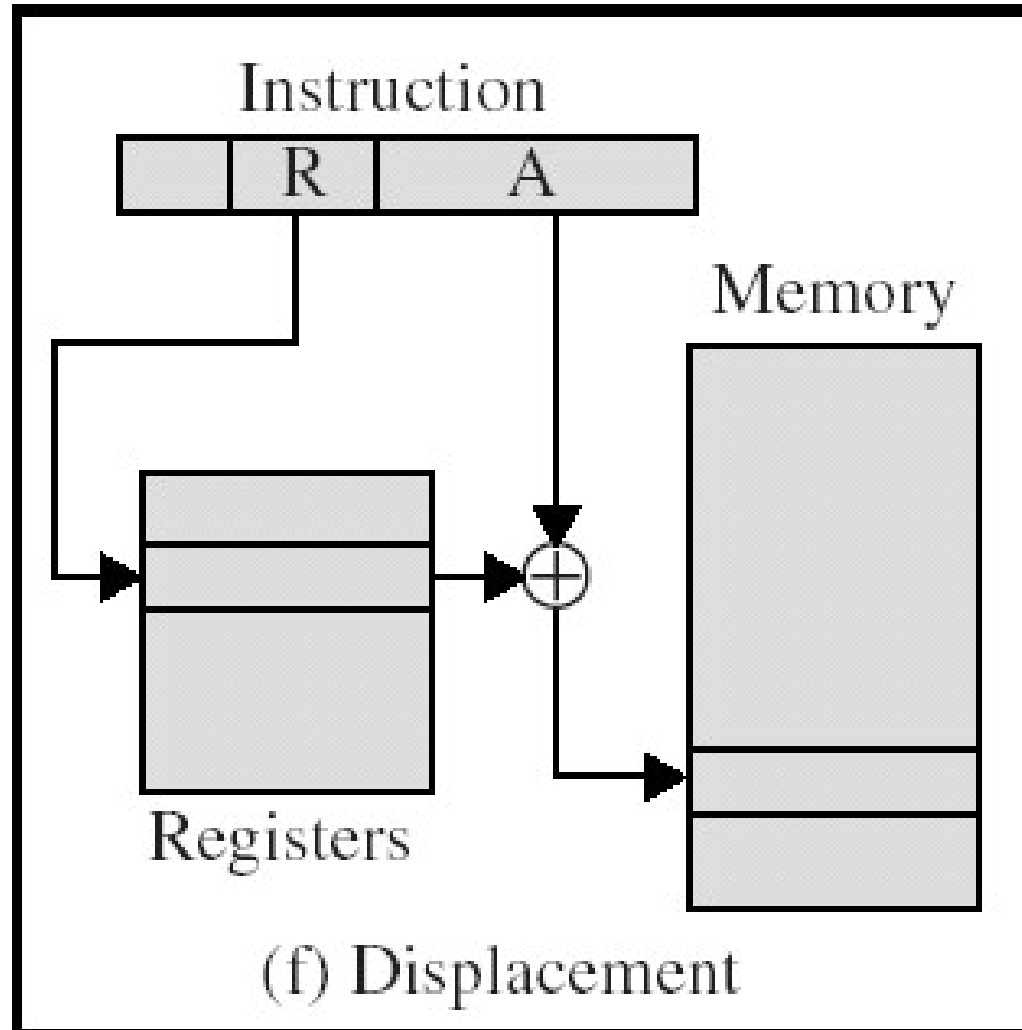 Instruction
R A
Memory
Registers
(f) Displacement